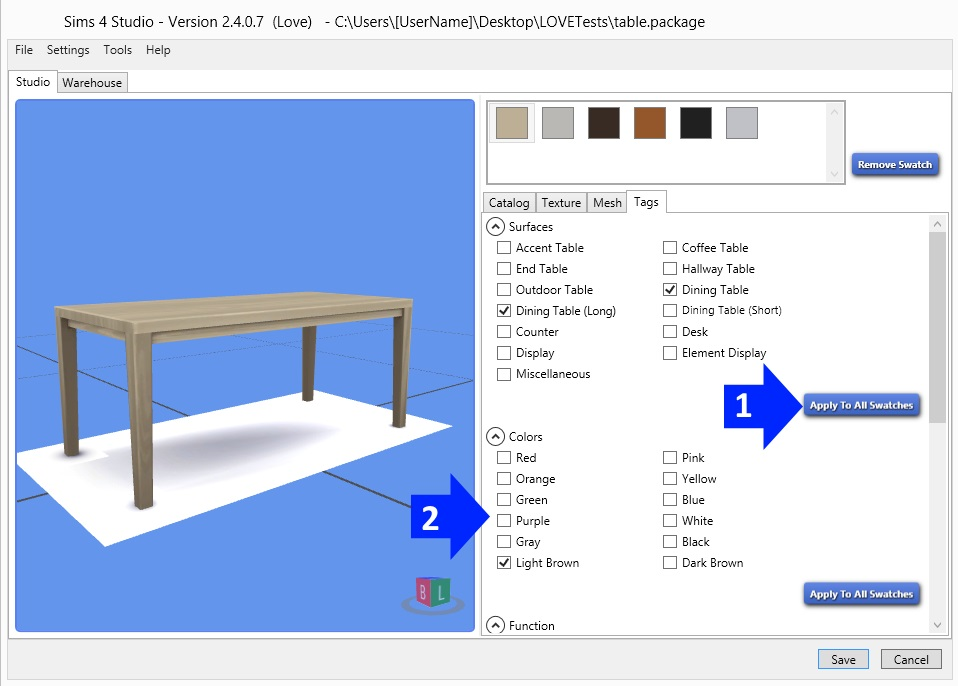 Sims 4 Studio - Version 2.4.0.7 (Love) - C:\Users\[UserName]\Desktop\LOVETests\table.package
File Settings Tools Help
Studio Warehouse
Remove Swatch
Catalog Texture Mesh Tags
Surfaces
Accent Table Coffee Table
End Table Hallway Table
Outdoor Table Dining Table
Dining Table (Long) Dining Table (Short)
Counter Desk
Display Element Display
Miscellaneous
1 Apply To All Swatches
Colors
Red Pink
Orange Yellow
Green Blue
2 Purple White
Gray Black
Light Brown Dark Brown
B L
Apply To All Swatches
Function
Save Cancel